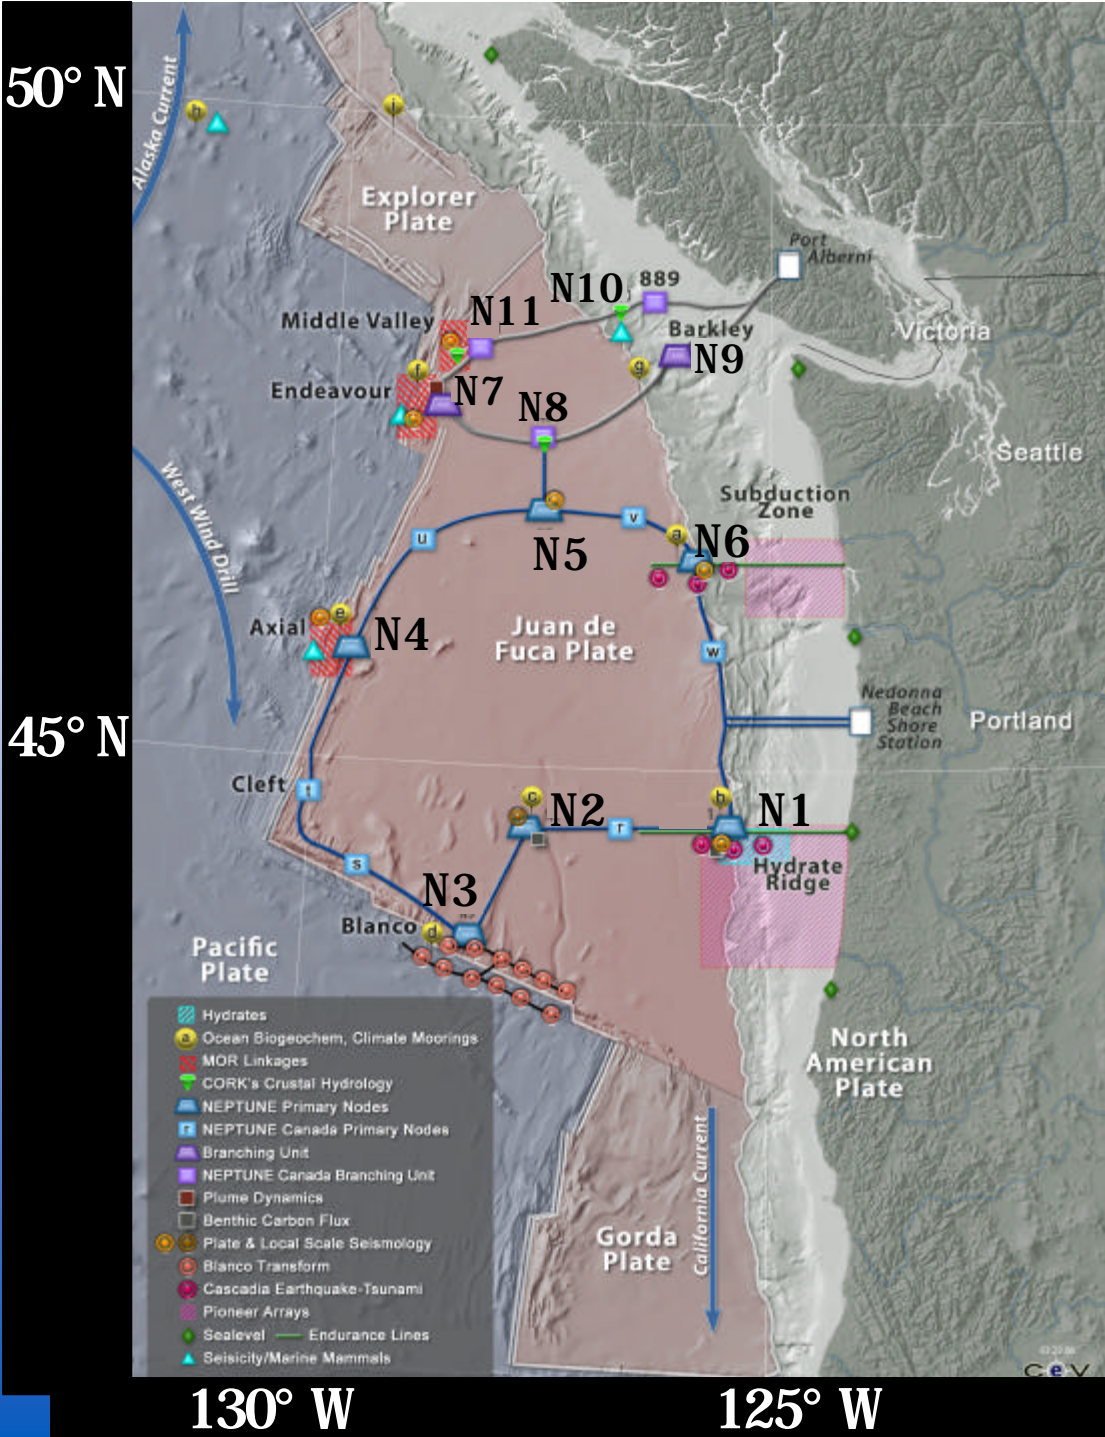 50° N
Alaska Current
h
i
Explorer
Plate
Port
Alberni
N10
889
N11
Middle Valley
Victoria
Barkley
N9
g
f
Endeavour
N7
N8
Seattle
West Wind Drill
Subduction
Zone
u
v
a
N6
N5
e
Axial
N4
Juan de
Fuca Plate
w
Nedonna
Beach
Shore
Station
Portland
45° N
Cleft
t
c
N2
r
h
N1
s
Hydrate
Ridge
N3
Blanco
d
Pacific
Plate
Hydrates
a
Ocean Biogeochem, Climate Moorings
MOR Linkages
CORK's Crustal Hydrology
NEPTUNE Primary Nodes
r
NEPTUNE Canada Primary Nodes
Branching Unit
NEPTUNE Canada Branching Unit
Plume Dynamics
Benthic Carbon Flux
Plate & Local Scale Seismology
Blanco Transform
Cascadia Earthquake-Tsunami
Pioneer Arrays
Sealevel
Endurance Lines
Seisicity/Marine Mammals
North
American
Plate
California Current
Gorda
Plate
CeV
130° W
125° W